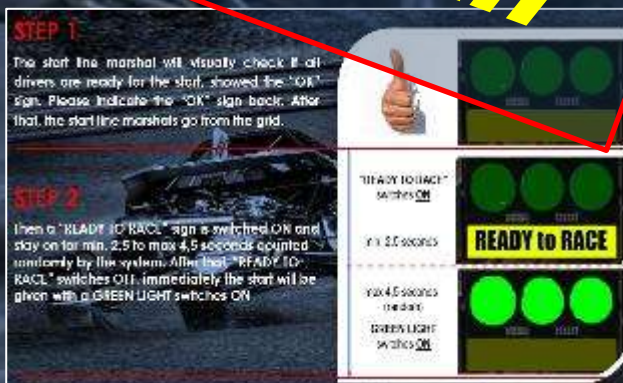 STEP 1
The start line marshal will visually check if all
drivers are ready for the start, showed the "OK"
sign. Please indicate the "OK" sign back. After
that, the start line marshals go from the grid.
STEP 2
Then a "READY TO RACE" sign is switched ON and
stay on for min. 2,5 to max 4,5 seconds counted
randomly by the system. After that "READY TO
RACE" switches OFF, immediately the start will be
given with a GREEN LIGHT switches ON
"READY TO RACE"
switches ON
min. 2,5 seconds
READY to RACE
max 4,5 seconds
(random)
GREEN LIGHT
switches ON